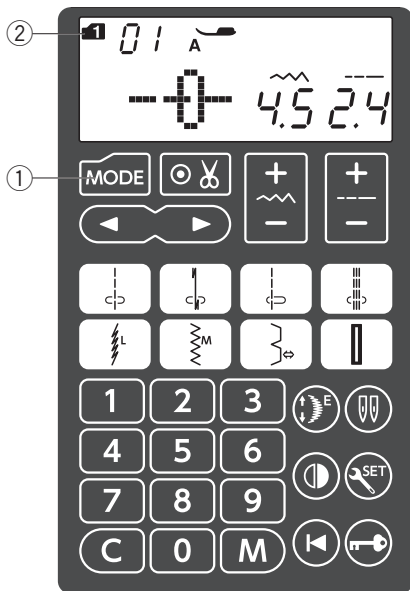 ② 1 01 A
4.5 2.4
① MODE + +
- -
L M
1 2 3 E
4 5 6 SET
7 8 9
C 0 M